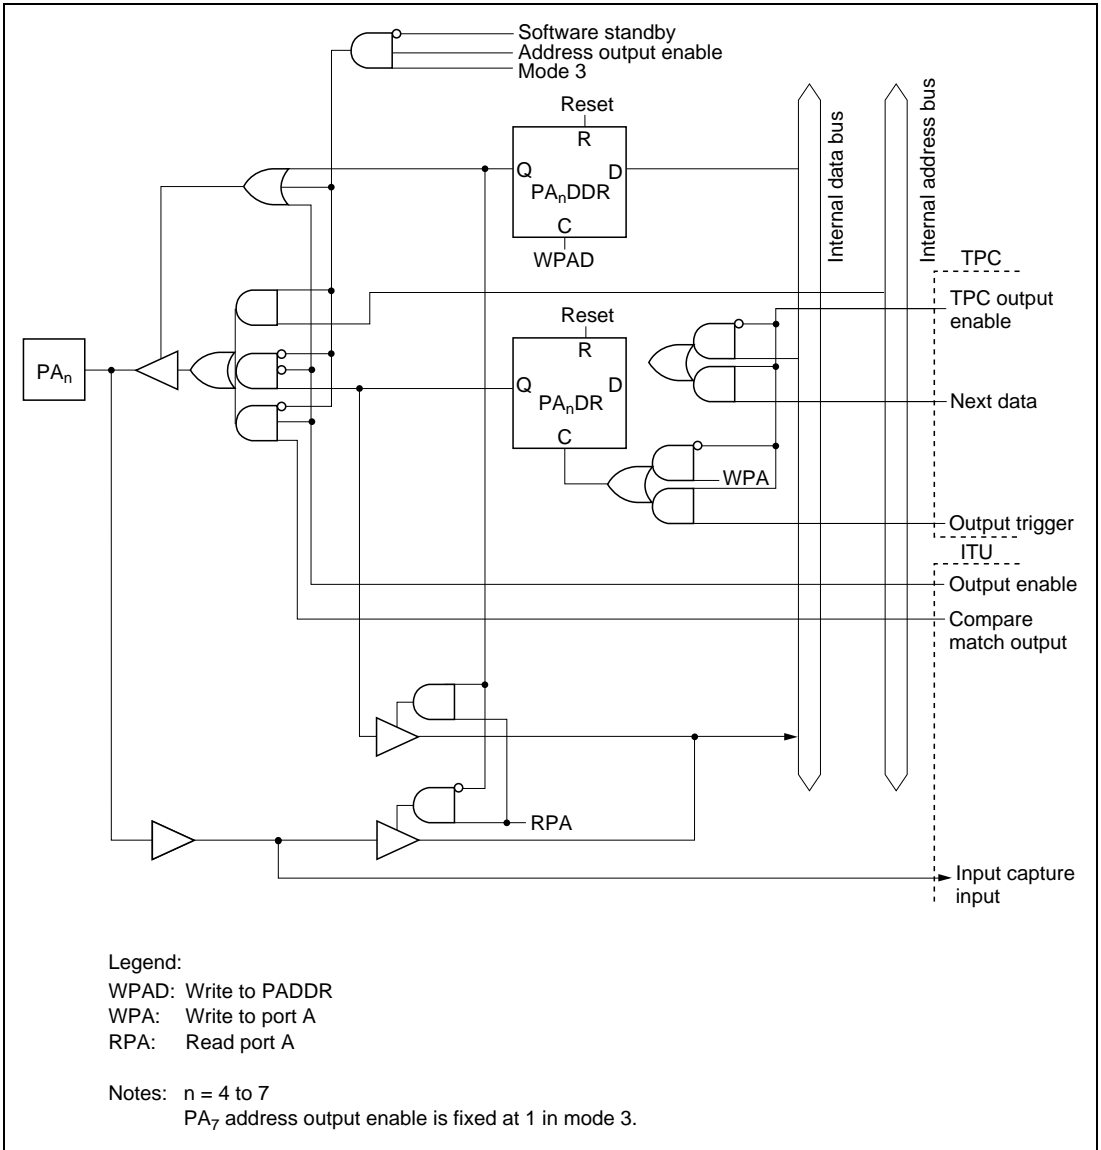 Software standby
Address output enable
Mode 3
Reset
R
Q
D
PAnDDR
C
WPAD
Internal data bus
Internal address bus
TPC
TPC output
enable
Reset
R
Q
D
PAnDR
C
PAn
Next data
WPA
Output trigger
ITU
Output enable
Compare
match output
RPA
Input capture
input
Legend:
WPAD: Write to PADDR
WPA: Write to port A
RPA: Read port A
Notes: n = 4 to 7
PA7 address output enable is fixed at 1 in mode 3.